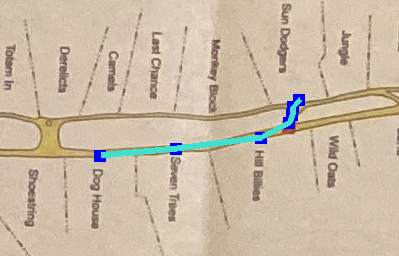 Totem In
Derelicts
Camels
Last Chance
Monkey Block
Sun Dodgers
Jungle
Shoestring
Dog House
Seven Trees
Hill Billies
Wild Oats